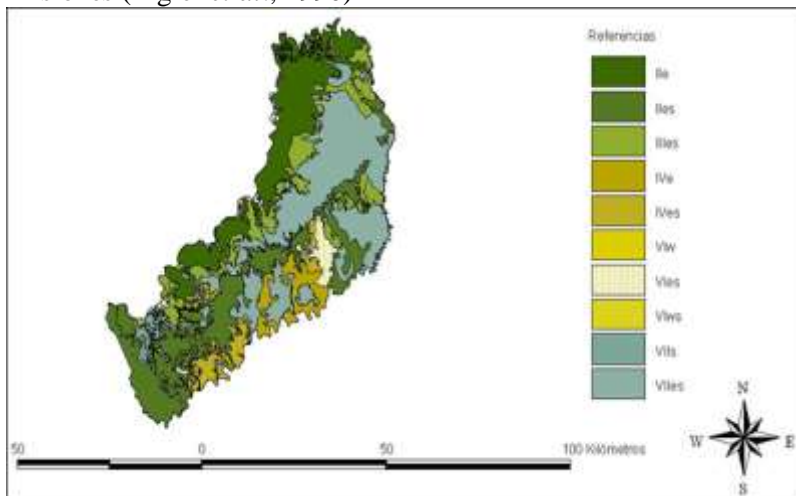 Referencias
IIe
IIes
IIIes
IVe
IVes
VIw
VIes
VIws
VIIs
VIIes
N
W E
S
50 0 50 100 Kilómetros